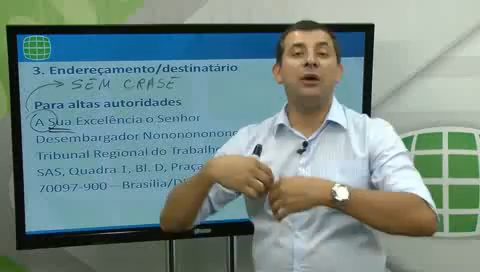 3. Endereçamento/destinatário
SEM CRASE
Para altas autoridades
A Sua Excelência o Senhor
Desembargador Nonononononon
Tribunal Regional do Trabalho
SAS, Quadra 1, Bl. D, Praça
70097-900 – Brasília/D